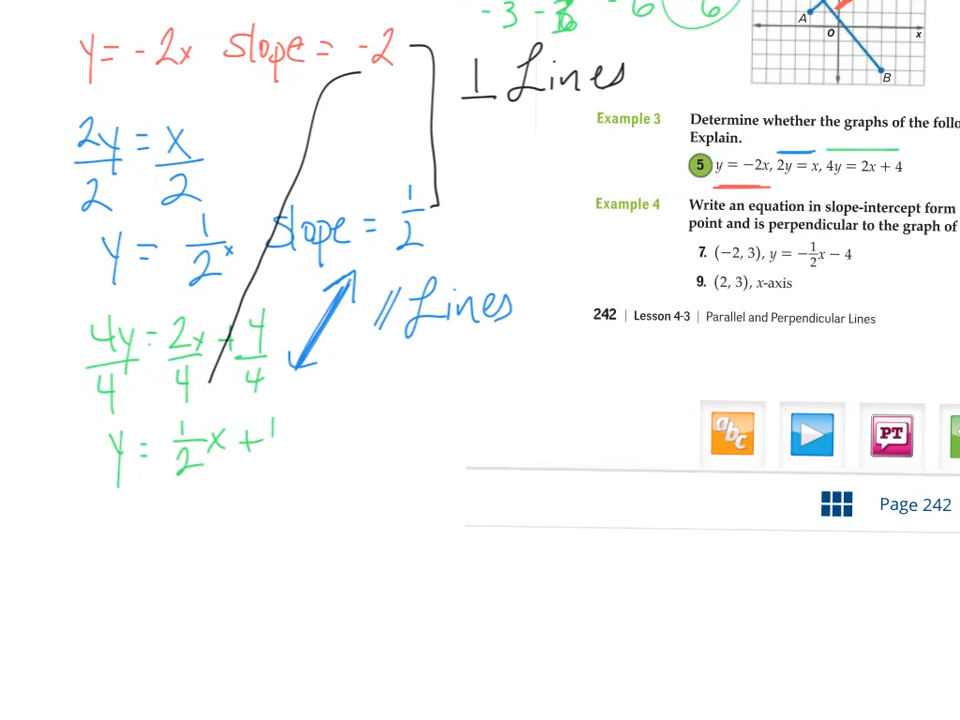 - 3 - 6 6
y = - 2x slope = - 2
⊥ Lines
2y/2 = x/2
y = 1/2 x slope = 1/2
// Lines
4y/4 = 2x/4 + 4/4
y = 1/2 x + 1
A
O
x
B
Example 3 Determine whether the graphs of the follo
Explain.
5 y = −2x, 2y = x, 4y = 2x + 4
Example 4 Write an equation in slope-intercept form
point and is perpendicular to the graph of
7. (−2, 3), y = −1/2 x − 4
9. (2, 3), x-axis
242 | Lesson 4-3 | Parallel and Perpendicular Lines
abc
PT
Page 242